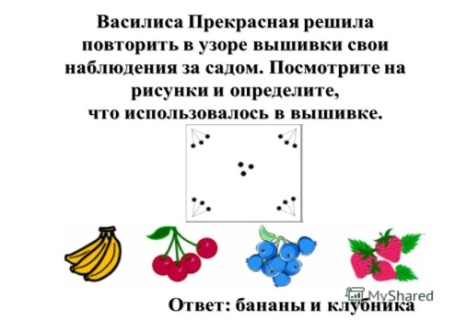 Василиса Прекрасная решила
повторить в узоре вышивки свои
наблюдения за садом. Посмотрите на
рисунки и определите,
что использовалось в вышивке.
MyShared
Ответ: бананы и клубника